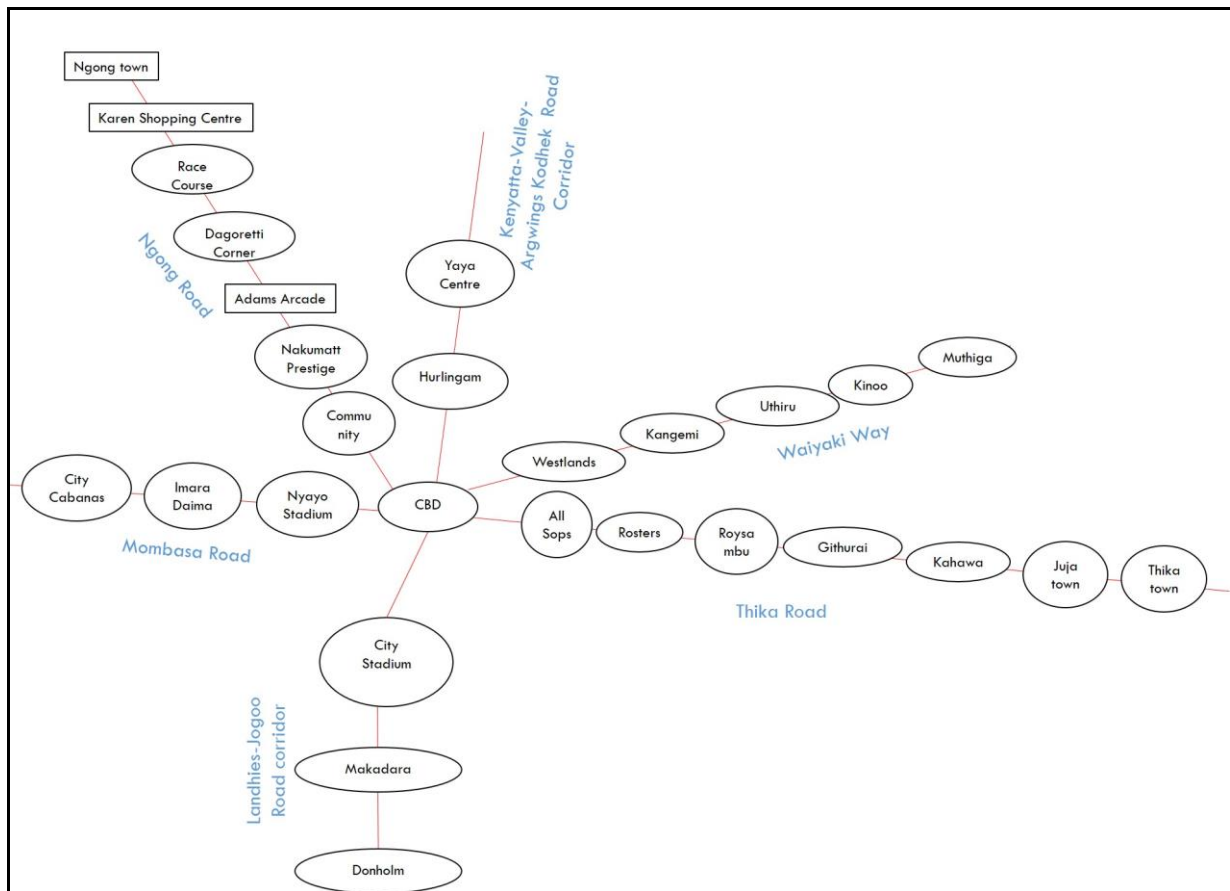 Ngong town
Karen Shopping Centre
Race
Course
Dagoretti
Corner
Ngong Road
Adams Arcade
Nakumatt
Prestige
Commu
nity
Kenyatta-Valley-
Argwings Kodhek Road
Corridor
Yaya
Centre
Hurlingam
Muthiga
Kinoo
Uthiru
Kangemi
Westlands
Waiyaki Way
City
Cabanas
Imara
Daima
Nyayo
Stadium
CBD
Mombasa Road
All
Sops
Rosters
Roysa
mbu
Githurai
Kahawa
Juja
town
Thika
town
Thika Road
City
Stadium
Landhies-Jogoo
Road corridor
Makadara
Donholm